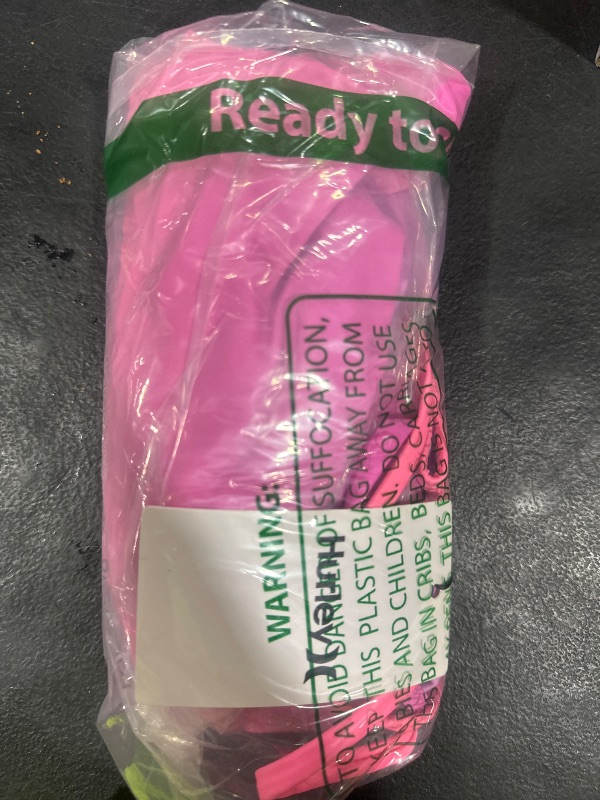 Ready to
WARNING:
TO AVOID DANGER OF SUFFOCATION,
KEEP THIS PLASTIC BAG AWAY FROM
BABIES AND CHILDREN. DO NOT USE
THIS BAG IN CRIBS, BEDS, CARRIAGES
THIS BAG IS NOT